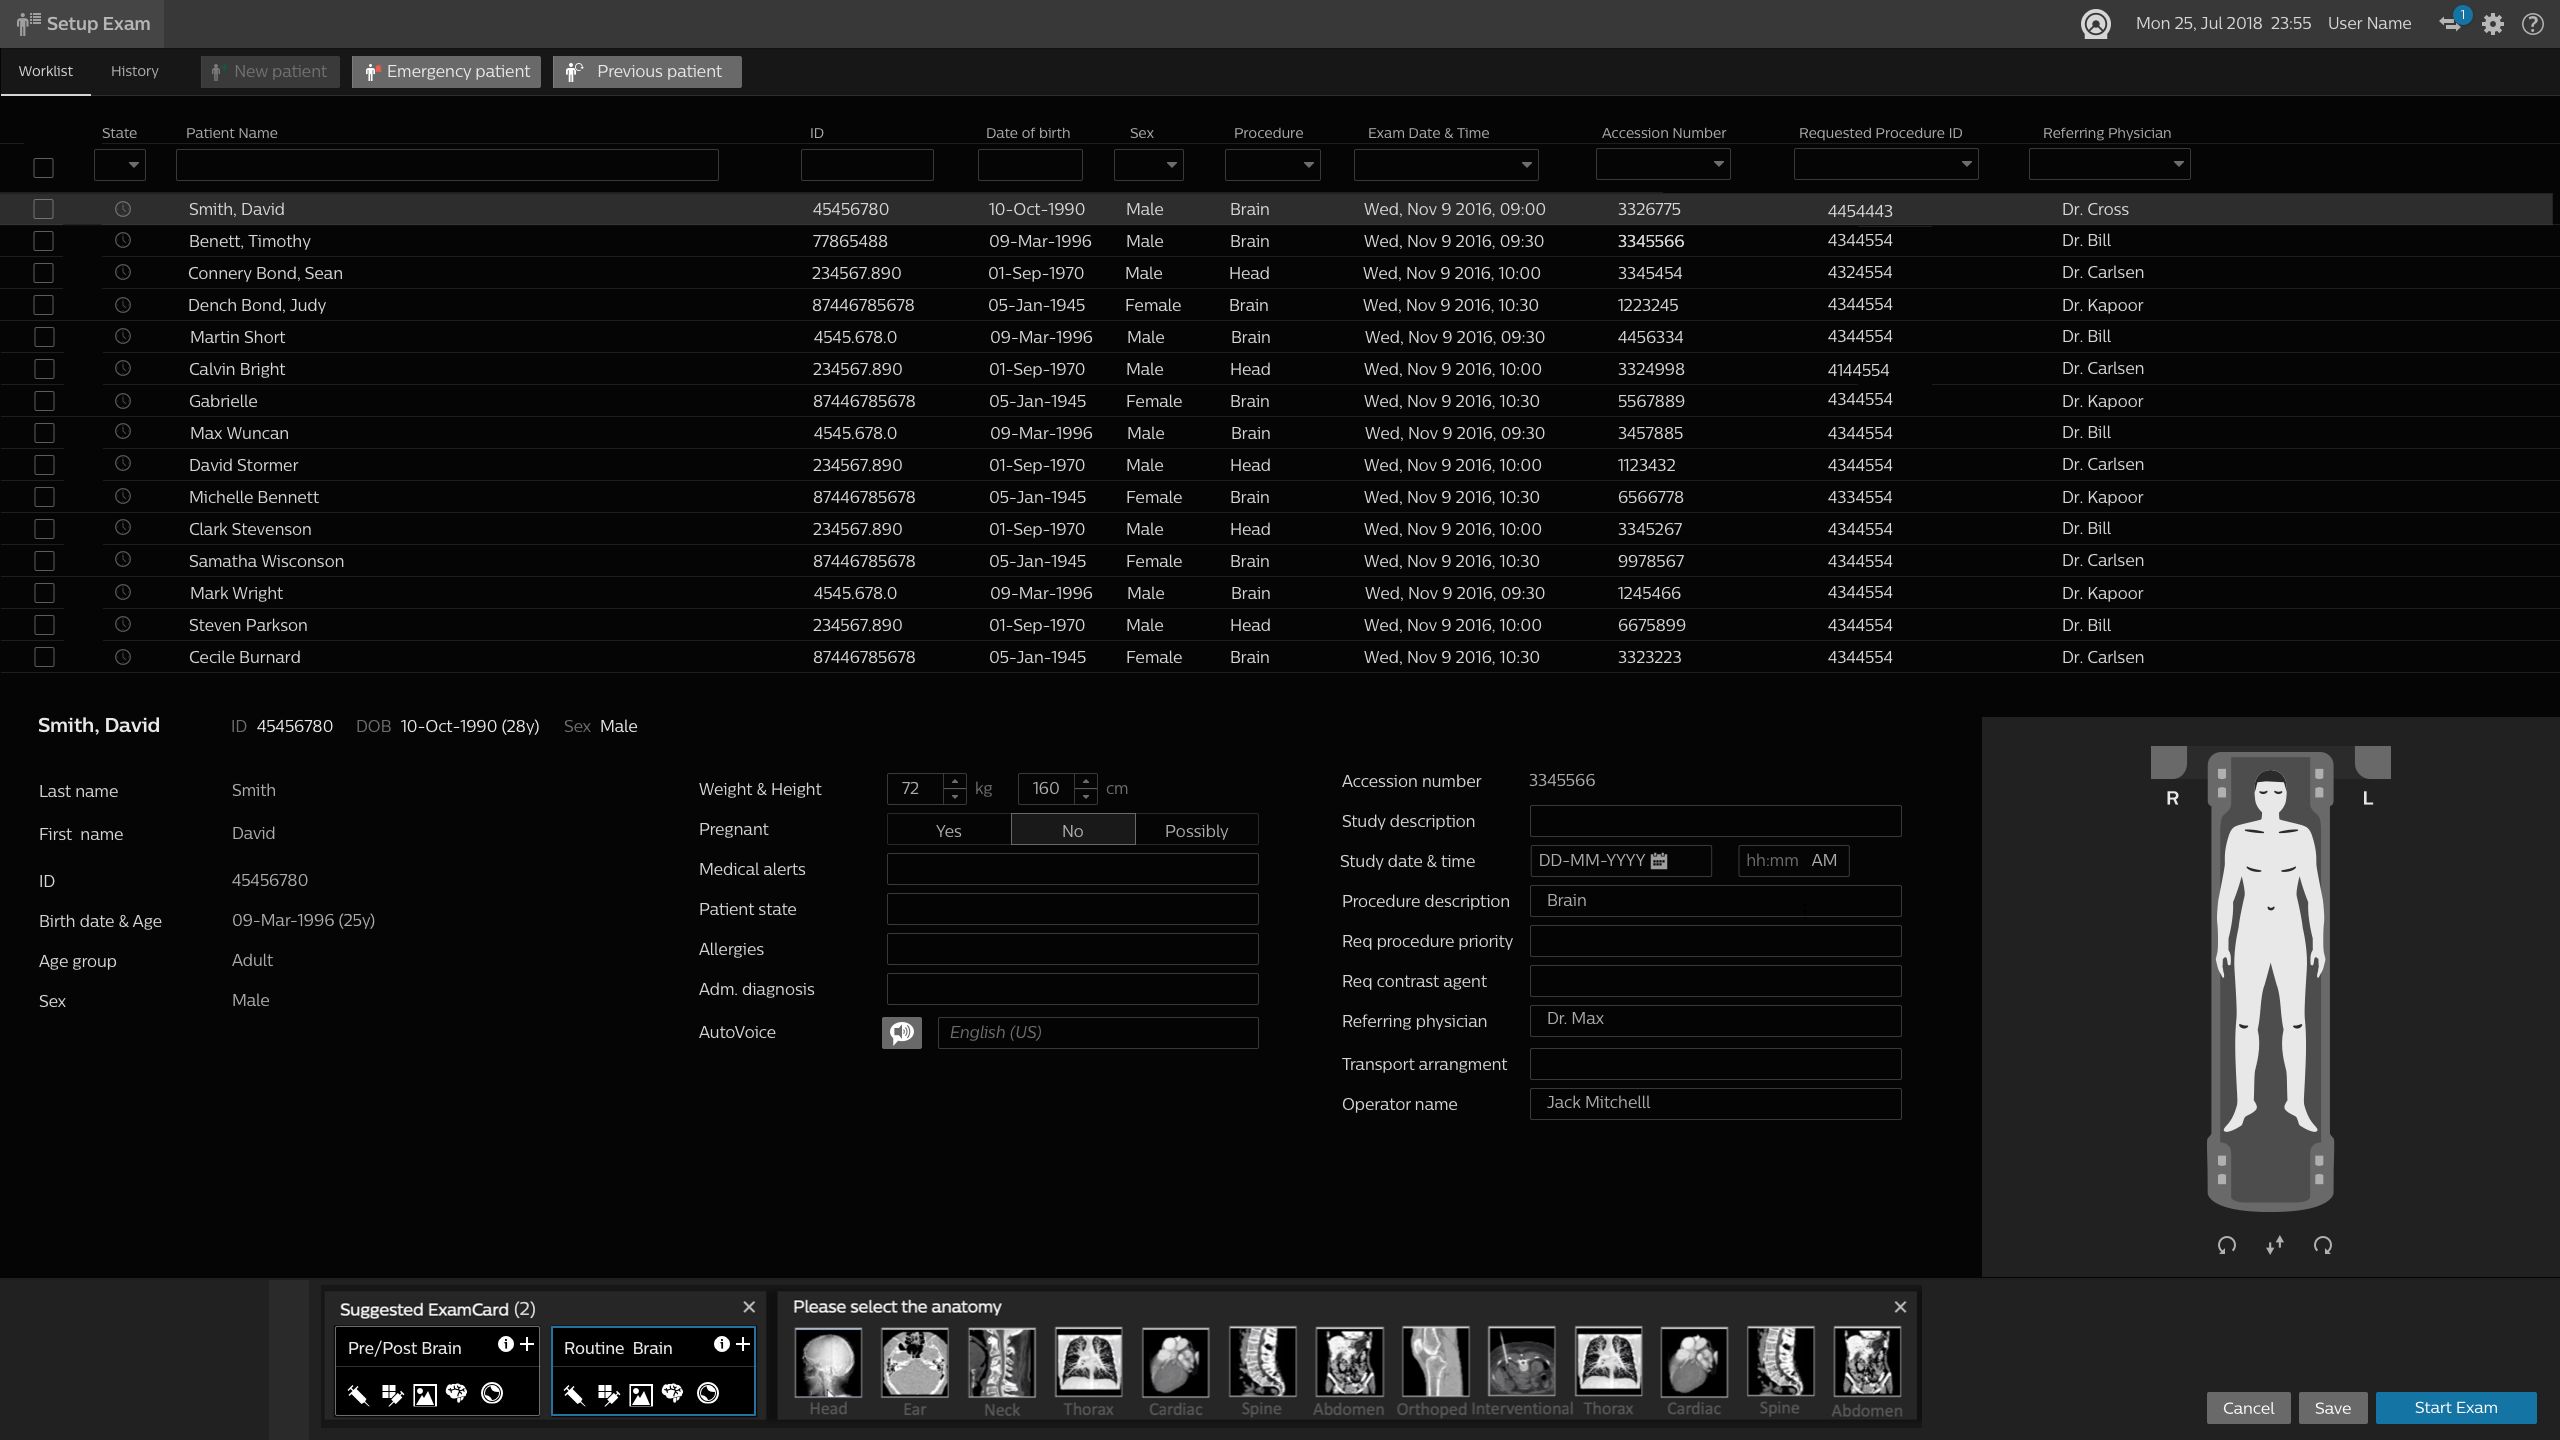 Setup Exam
Mon 25, Jul 2018 23:55 User Name 1 ?
Worklist History New patient Emergency patient Previous patient
State Patient Name ID Date of birth Sex Procedure Exam Date & Time Accession Number Requested Procedure ID Referring Physician
Smith, David 45456780 10-Oct-1990 Male Brain Wed, Nov 9 2016, 09:00 3326775 4454443 Dr. Cross
Benett, Timothy 77865488 09-Mar-1996 Male Brain Wed, Nov 9 2016, 09:30 3345566 4344554 Dr. Bill
Connery Bond, Sean 234567.890 01-Sep-1970 Male Head Wed, Nov 9 2016, 10:00 3345454 4324554 Dr. Carlsen
Dench Bond, Judy 87446785678 05-Jan-1945 Female Brain Wed, Nov 9 2016, 10:30 1223245 4344554 Dr. Kapoor
Martin Short 4545.678.0 09-Mar-1996 Male Brain Wed, Nov 9 2016, 09:30 4456334 4344554 Dr. Bill
Calvin Bright 234567.890 01-Sep-1970 Male Head Wed, Nov 9 2016, 10:00 3324998 4144554 Dr. Carlsen
Gabrielle 87446785678 05-Jan-1945 Female Brain Wed, Nov 9 2016, 10:30 5567889 4344554 Dr. Kapoor
Max Wuncan 4545.678.0 09-Mar-1996 Male Brain Wed, Nov 9 2016, 09:30 3457885 4344554 Dr. Bill
David Stormer 234567.890 01-Sep-1970 Male Head Wed, Nov 9 2016, 10:00 1123432 4344554 Dr. Carlsen
Michelle Bennett 87446785678 05-Jan-1945 Female Brain Wed, Nov 9 2016, 10:30 6566778 4334554 Dr. Kapoor
Clark Stevenson 234567.890 01-Sep-1970 Male Head Wed, Nov 9 2016, 10:00 3345267 4344554 Dr. Bill
Samatha Wisconson 87446785678 05-Jan-1945 Female Brain Wed, Nov 9 2016, 10:30 9978567 4344554 Dr. Carlsen
Mark Wright 4545.678.0 09-Mar-1996 Male Brain Wed, Nov 9 2016, 09:30 1245466 4344554 Dr. Kapoor
Steven Parkson 234567.890 01-Sep-1970 Male Head Wed, Nov 9 2016, 10:00 6675899 4344554 Dr. Bill
Cecile Burnard 87446785678 05-Jan-1945 Female Brain Wed, Nov 9 2016, 10:30 3323223 4344554 Dr. Carlsen
Smith, David ID 45456780 DOB 10-Oct-1990 (28y) Sex Male
Last name Smith
First name David
ID 45456780
Birth date & Age 09-Mar-1996 (25y)
Age group Adult
Sex Male
Weight & Height 72 kg 160 cm
Pregnant Yes No Possibly
Medical alerts
Patient state
Allergies
Adm. diagnosis
AutoVoice English (US)
Accession number 3345566
Study description
Study date & time DD-MM-YYYY hh:mm AM
Procedure description Brain
Req procedure priority
Req contrast agent
Referring physician Dr. Max
Transport arrangment
Operator name Jack Mitchelll
R L
Suggested ExamCard (2)
Pre/Post Brain
Routine Brain
Please select the anatomy
Head Ear Neck Thorax Cardiac Spine Abdomen Orthoped Interventional Thorax Cardiac Spine Abdomen
Cancel Save Start Exam